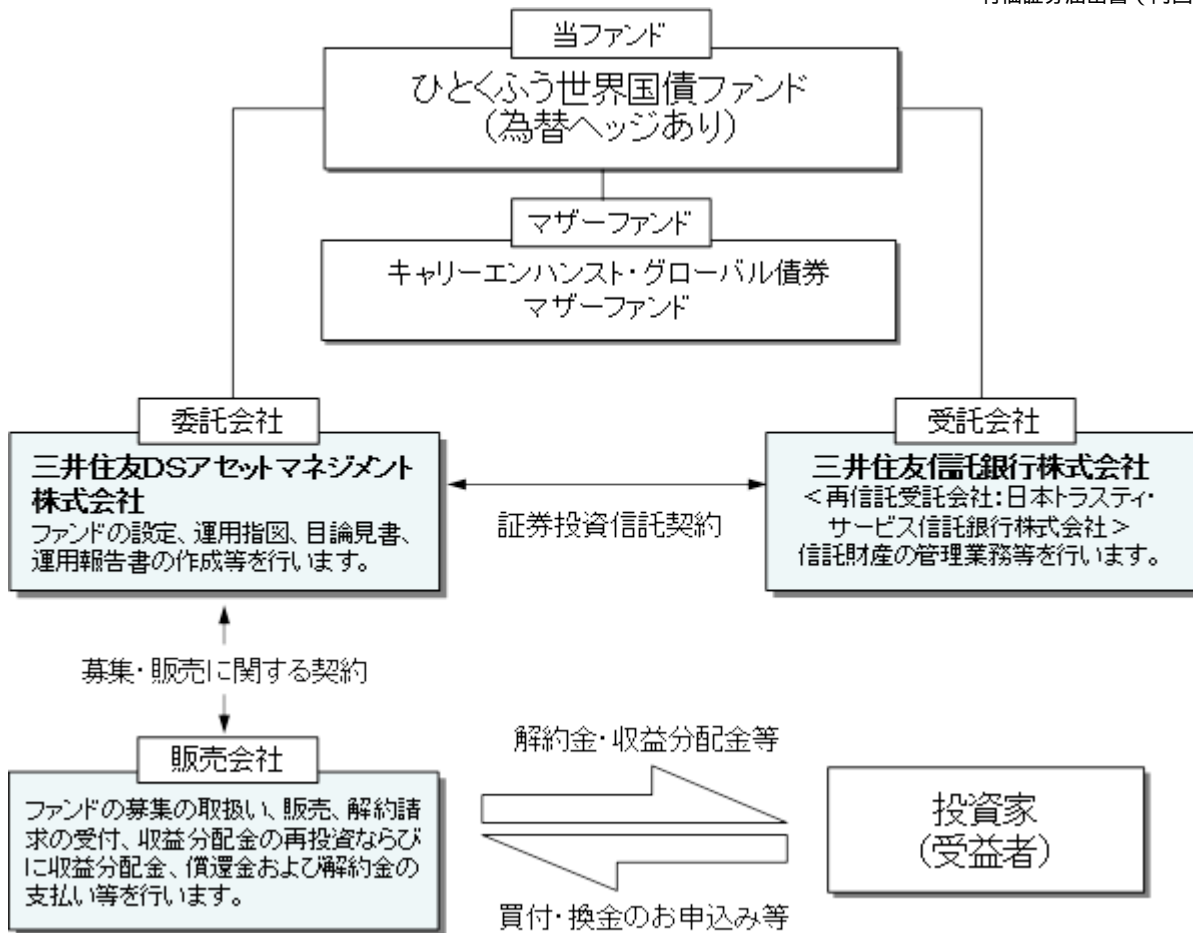 当ファンド
ひとくふう世界国債ファンド
(為替ヘッジあり)
マザーファンド
キャリーエンハンスト・グローバル債券
マザーファンド
委託会社
三井住友DSアセットマネジメント
株式会社
ファンドの設定、運用指図、目論見書、
運用報告書の作成等を行います。
証券投資信託契約
受託会社
三井住友信託銀行株式会社
<再信託受託会社:日本トラスティ・
サービス信託銀行株式会社>
信託財産の管理業務等を行います。
募集・販売に関する契約
販売会社
ファンドの募集の取扱い、販売、解約請
求の受付、収益分配金の再投資ならび
に収益分配金、償還金および解約金の
支払い等を行います。
解約金・収益分配金等
買付・換金のお申込み等
投資家
(受益者)